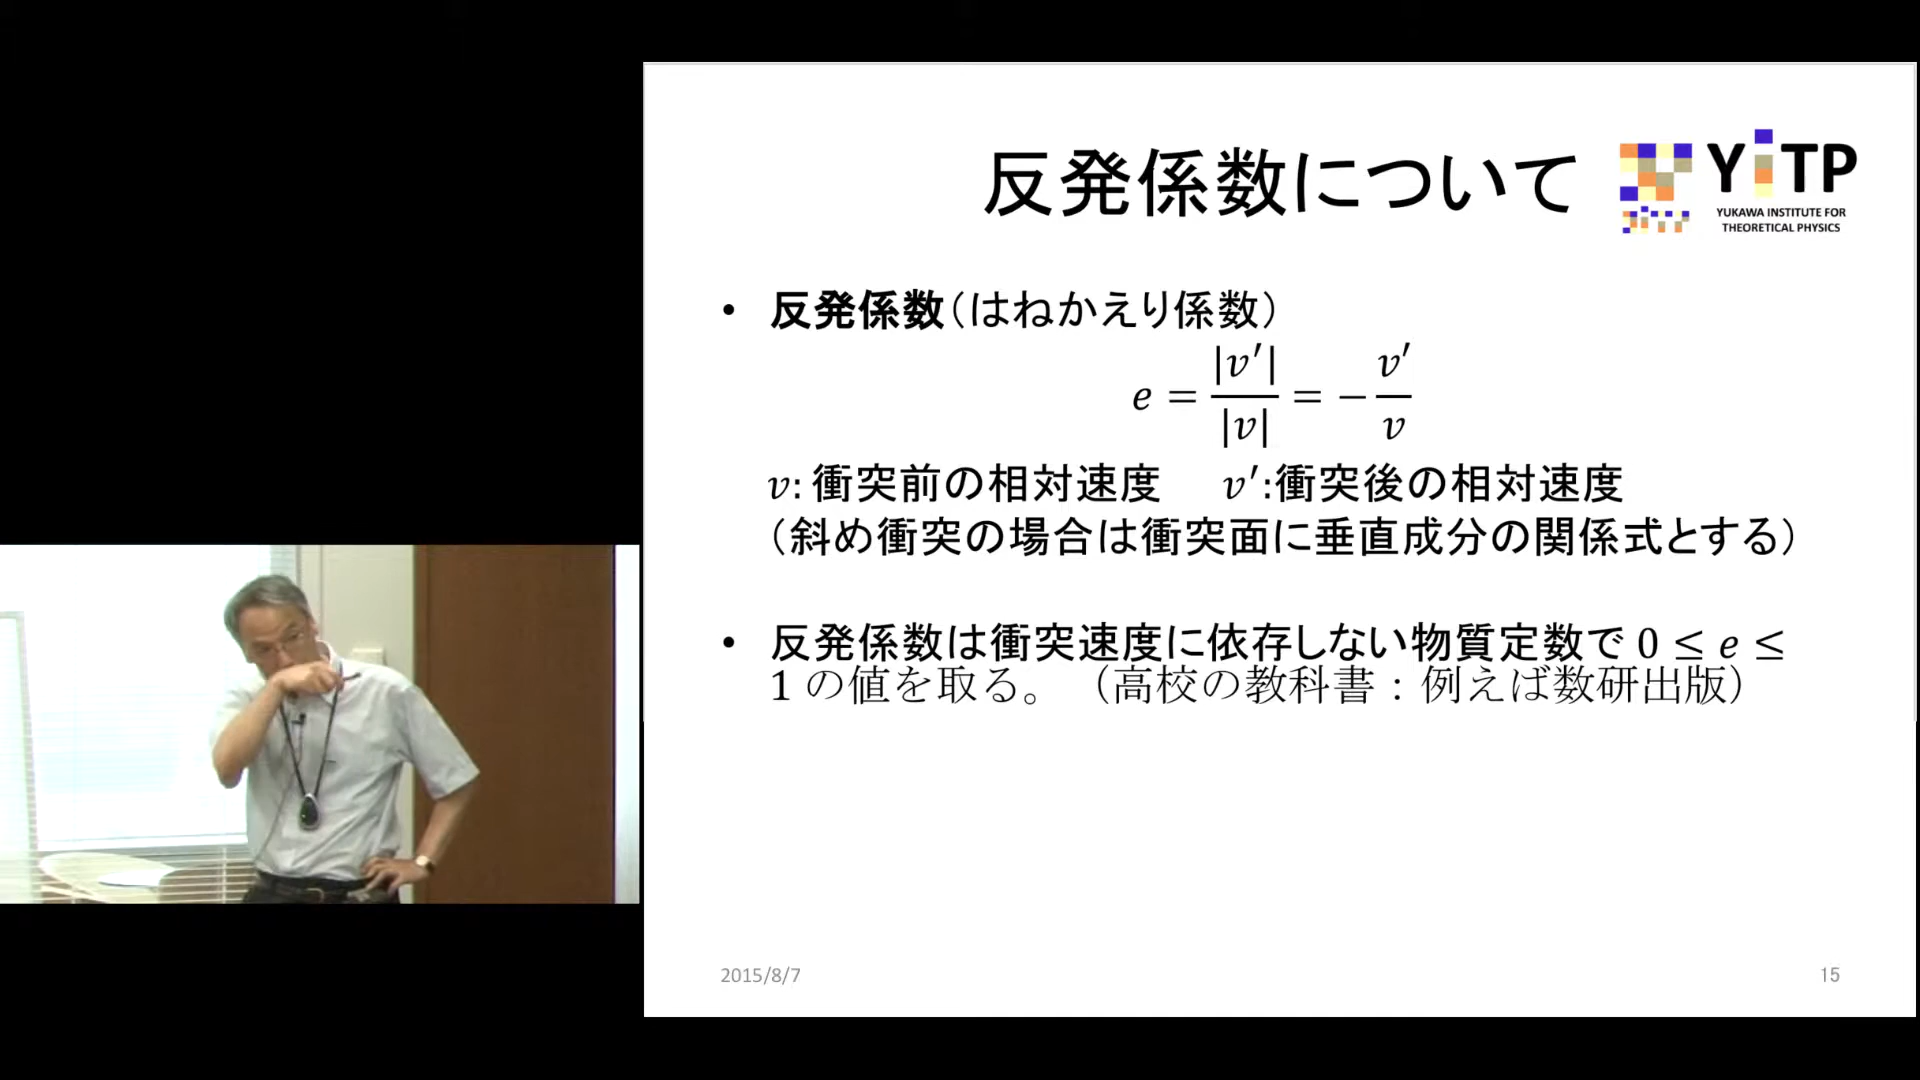 反発係数について
YiTP
YUKAWA INSTITUTE FOR
THEORETICAL PHYSICS
• 反発係数（はねかえり係数）
e = |v′| / |v| = − v′ / v
v: 衝突前の相対速度 v′:衝突後の相対速度
（斜め衝突の場合は衝突面に垂直成分の関係式とする）
• 反発係数は衝突速度に依存しない物質定数で 0 ≤ e ≤
1 の値を取る。（高校の教科書：例えば数研出版）
2015/8/7
15